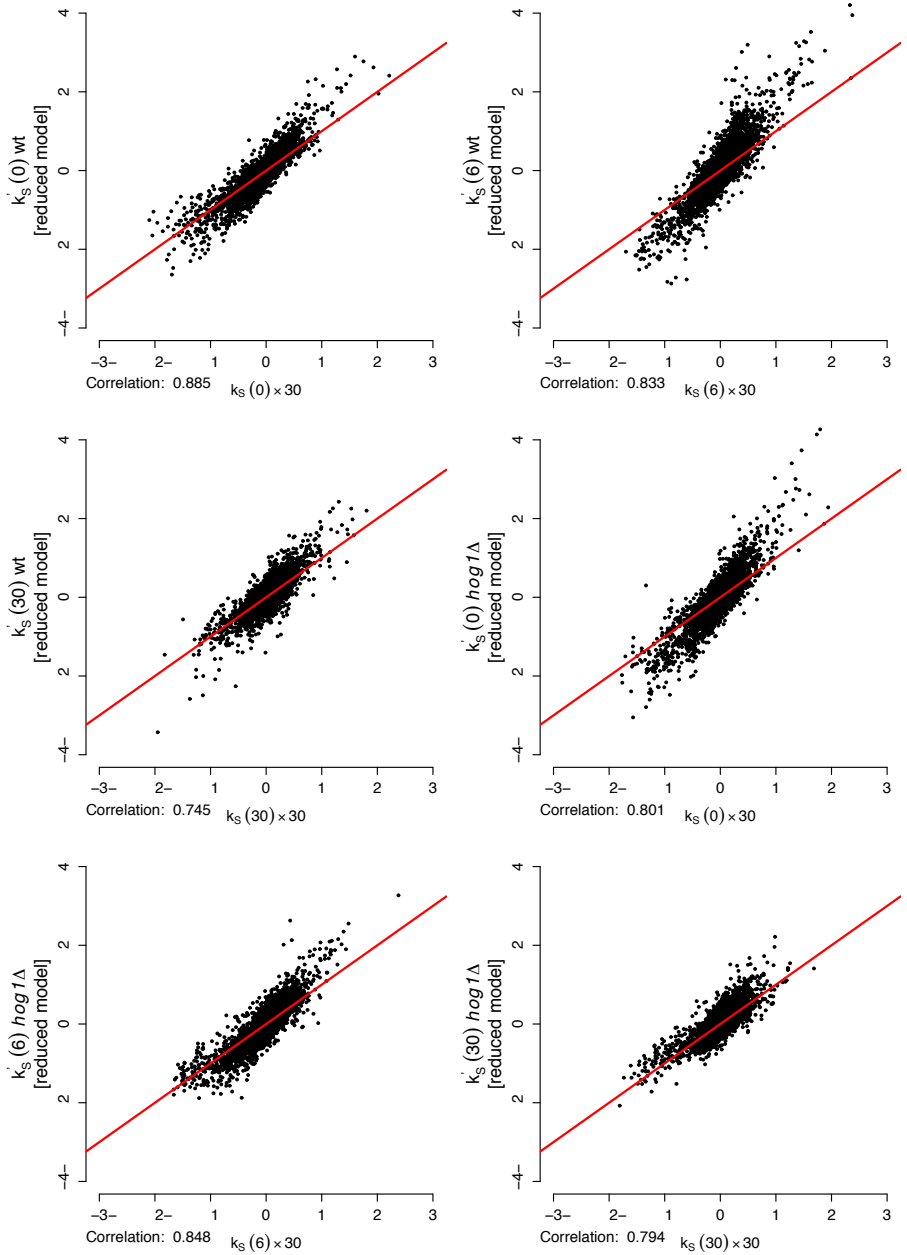 4
2
0
2
4−
k'S (0) wt
[reduced model]
−3− 2− 1 0 1 2 3
Correlation: 0.885
kS (0) × 30
4
2
0
2
4−
k'S (6) wt
[reduced model]
−3− 2− 1 0 1 2 3
Correlation: 0.833
kS (6) × 30
4
2
0
2
4−
k'S (30) wt
[reduced model]
−3− 2− 1 0 1 2 3
Correlation: 0.745
kS (30) × 30
4
2
0
2
4−
k'S (0) hog1Δ
[reduced model]
−3− 2− 1 0 1 2 3
Correlation: 0.801
kS (0) × 30
4
2
0
2
4−
k'S (6) hog1Δ
[reduced model]
−3− 2− 1 0 1 2 3
Correlation: 0.848
kS (6) × 30
4
2
0
2
4−
k'S (30) hog1Δ
[reduced model]
−3− 2− 1 0 1 2 3
Correlation: 0.794
kS (30) × 30